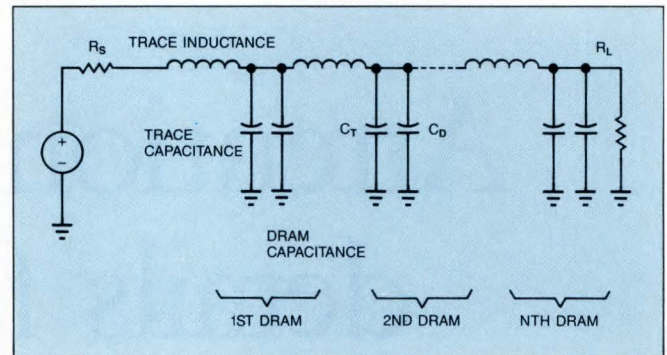 RS TRACE INDUCTANCE RL
TRACE
CAPACITANCE
CT CD
DRAM
CAPACITANCE
1ST DRAM 2ND DRAM NTH DRAM
+
−